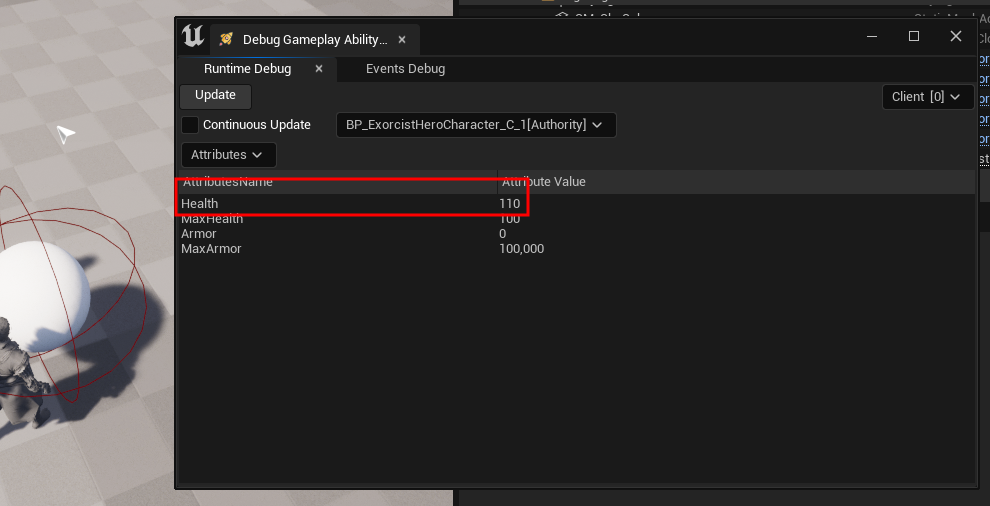 Debug Gameplay Ability...
Runtime Debug
Events Debug
Update
Client [0]
Continuous Update
BP_ExorcistHeroCharacter_C_1[Authority]
Attributes
AttributesName Attribute Value
Health 110
MaxHealth 100
Armor 0
MaxArmor 100,000